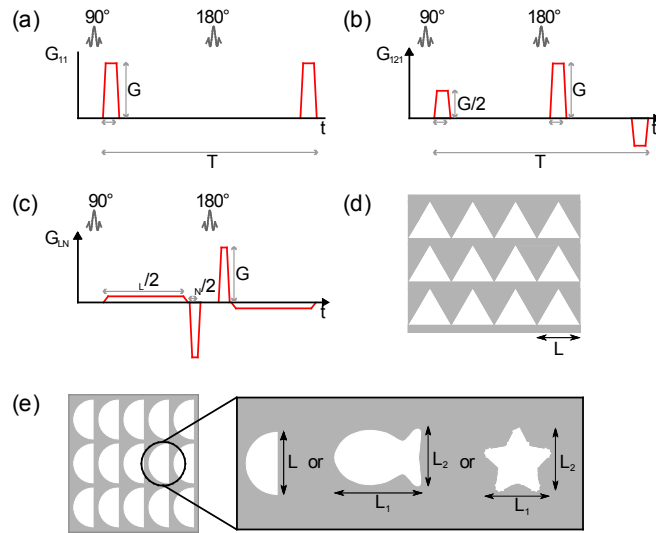 (a)
90°
180°
G11
G
t
T
(b)
90°
180°
G121
G/2
G
t
T
(c)
90°
180°
GLN
L/2
N/2
G
t
(d)
L
(e)
L or
L1
L2
or
L1
L2